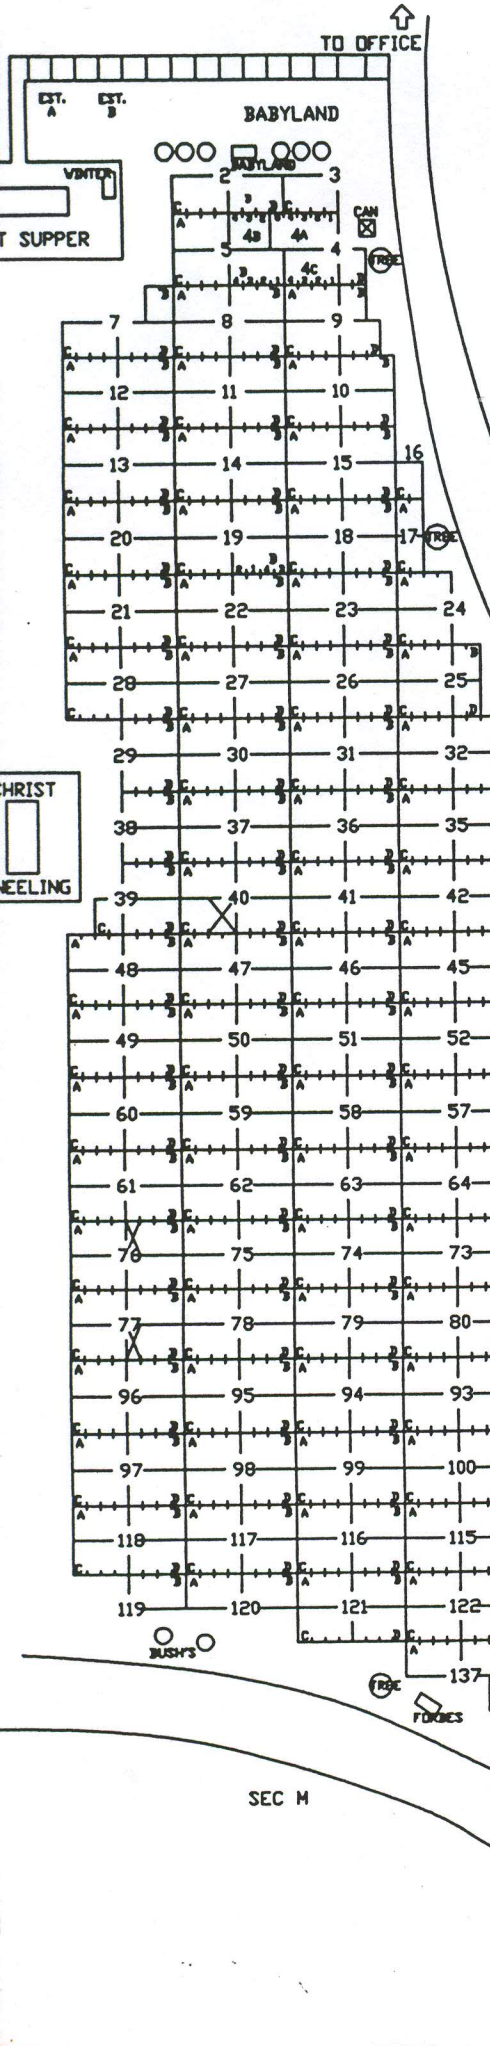 TO OFFICE
EST. A EST. B
BABYLAND
BABYLAND
VINTER
2 3
C D D C
CAN
T SUPPER
4B 4A
5 4
TREE
D 4C
C A
7 8 9
C A D B C A D B C A D B
12 11 10
C A D B C A D B C A D B
13 14 15 16
C A D B C A D B C A D B C A
20 19 18 17 TREE
C A D B C A D C A D B C A
21 22 23 24
C A D B C A D B C A D B C A B
28 27 26 25
C D B C A D B C A D B C A D
29 30 31 32
CHRIST
D B C A D B C A D B C A
38 37 36 35
D B C A D B C A D B C A
NEELING
39 40 41 42
A C D B C A D B C A D B C A
48 47 46 45
C A D B C A D B C A D B C A
49 50 51 52
C A D B C A D B C A D B C A
60 59 58 57
C A D B C A D B C A D B C A
61 62 63 64
C A D B C A D B C A D B C A
76 75 74 73
C A D B C A D B C A D B C A
77 78 79 80
C A D B C A D B C A D B C A
96 95 94 93
C A D B C A D B C A D B C A
97 98 99 100
C A D B C A D B C A D B C A
118 117 116 115
C D B C A D B C A D B C A
119 120 121 122
BUSH'S
C D B C A
137
TREE
FORBES
SEC M